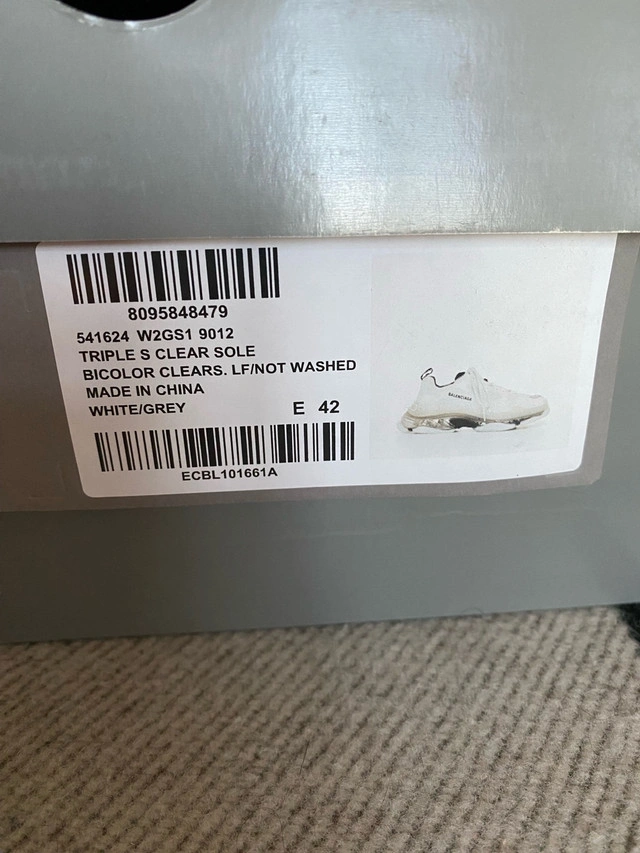 8095848479
541624 W2GS1 9012
TRIPLE S CLEAR SOLE
BICOLOR CLEARS. LF/NOT WASHED
MADE IN CHINA
WHITE/GREY E 42
ECBL101661A
BALENCIAGA